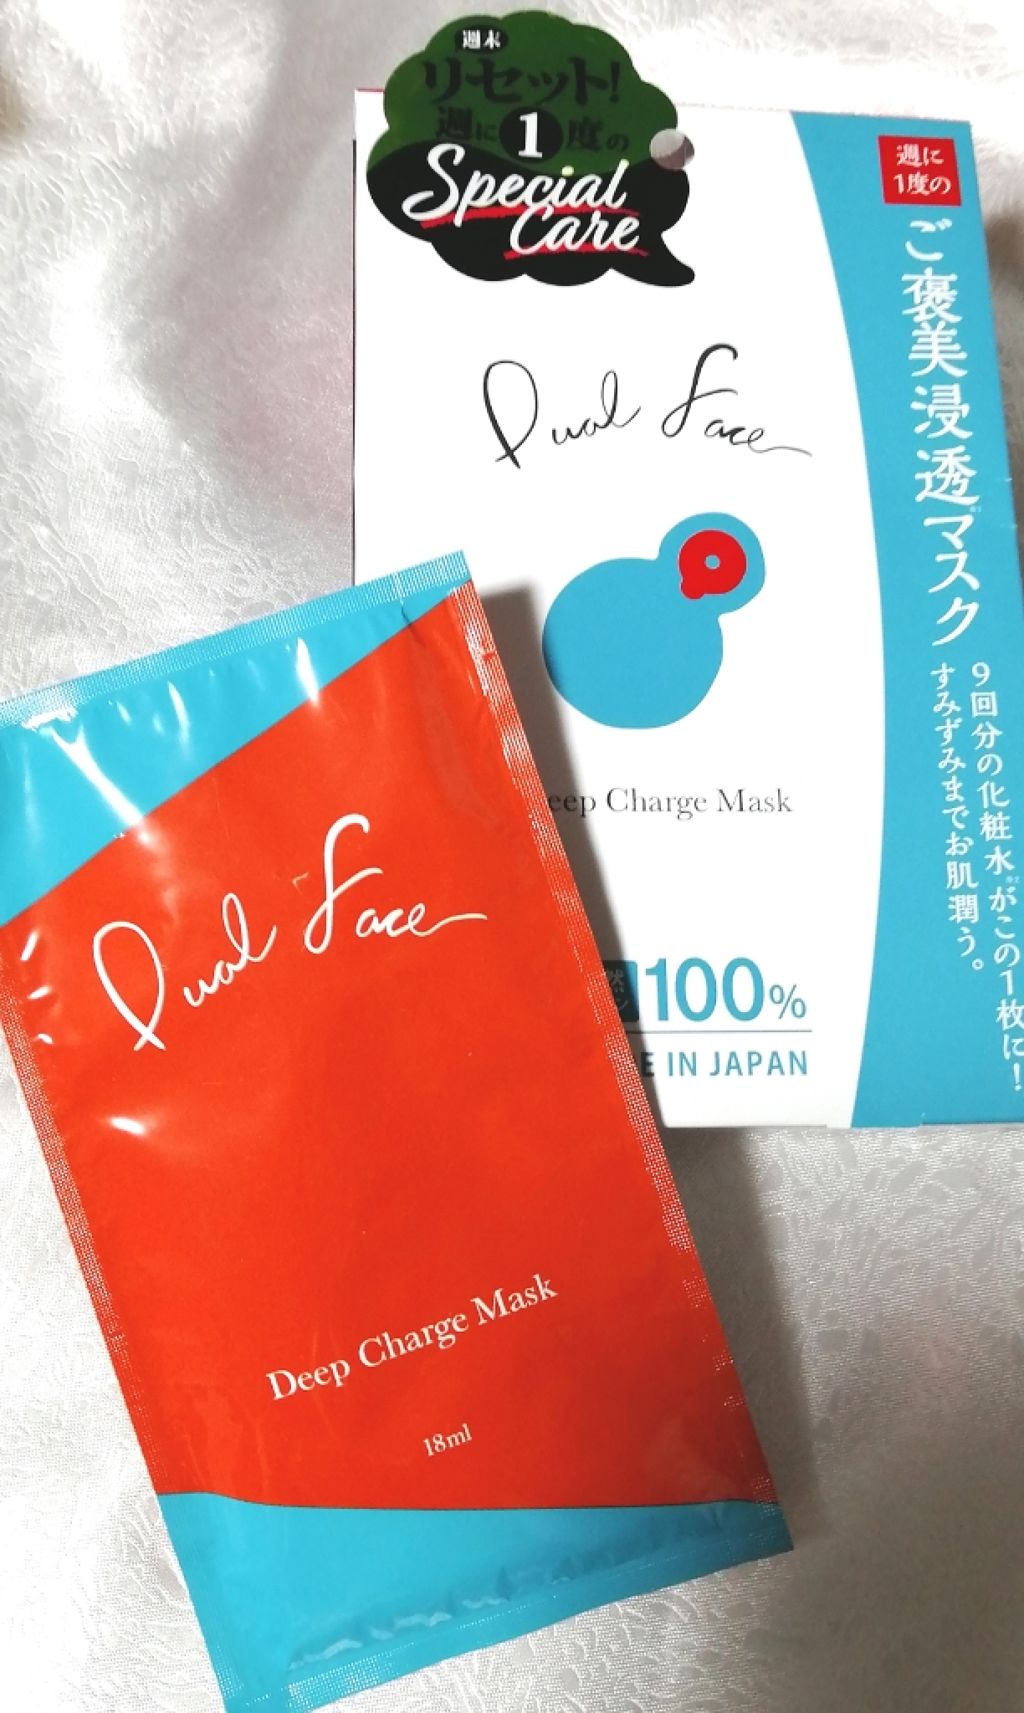 週末
リセット!
週に1度の
Special
Care
週に
1度の
ご褒美浸透マスク
9回分の化粧水がこの1枚に!
すみずみまでお肌潤う。
Dual Face
eep Charge Mask
100%
E IN JAPAN
Dual Face
Deep Charge Mask
18ml